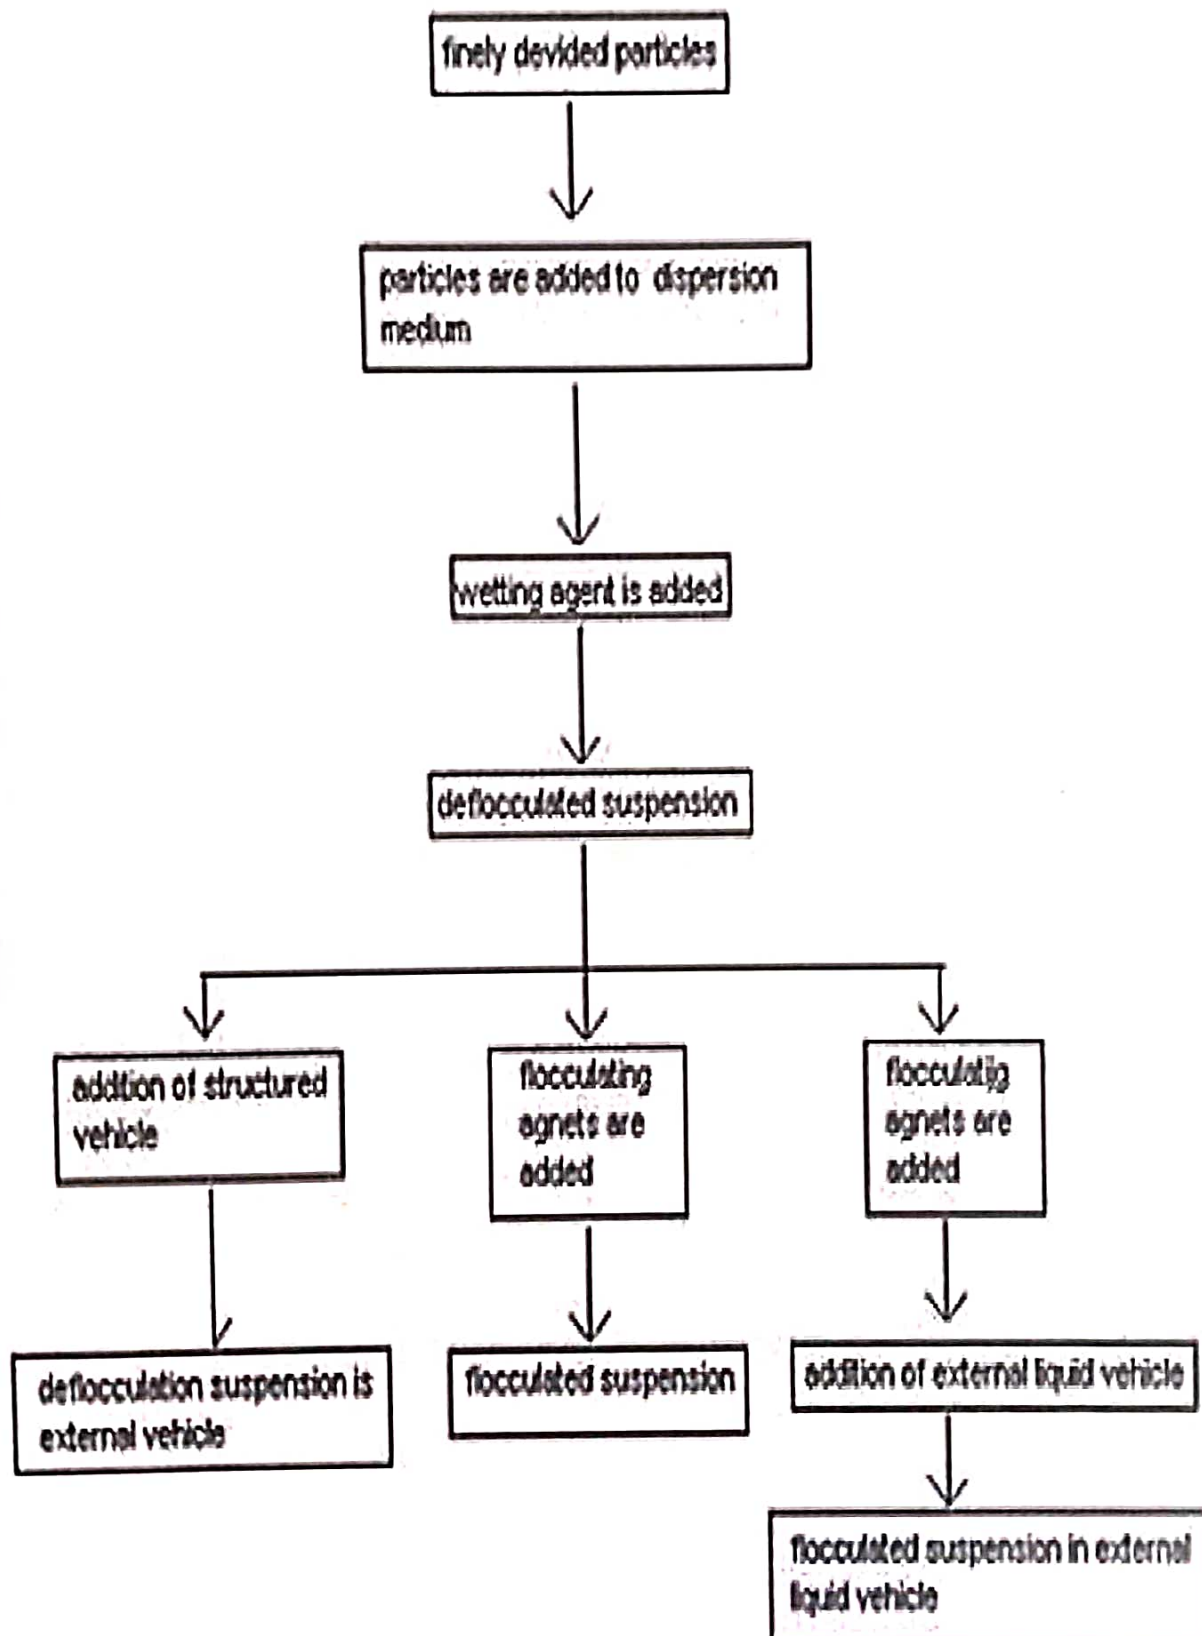 finely devided particles
particles are added to dispersion
medium
wetting agent is added
deflocculated suspension
addition of structured
vehicle
flocculating
agnets are
added
flocculatijg
agnets are
added
deflocculation suspension is
external vehicle
flocculated suspension
addition of external liquid vehicle
flocculated suspension in external
liquid vehicle